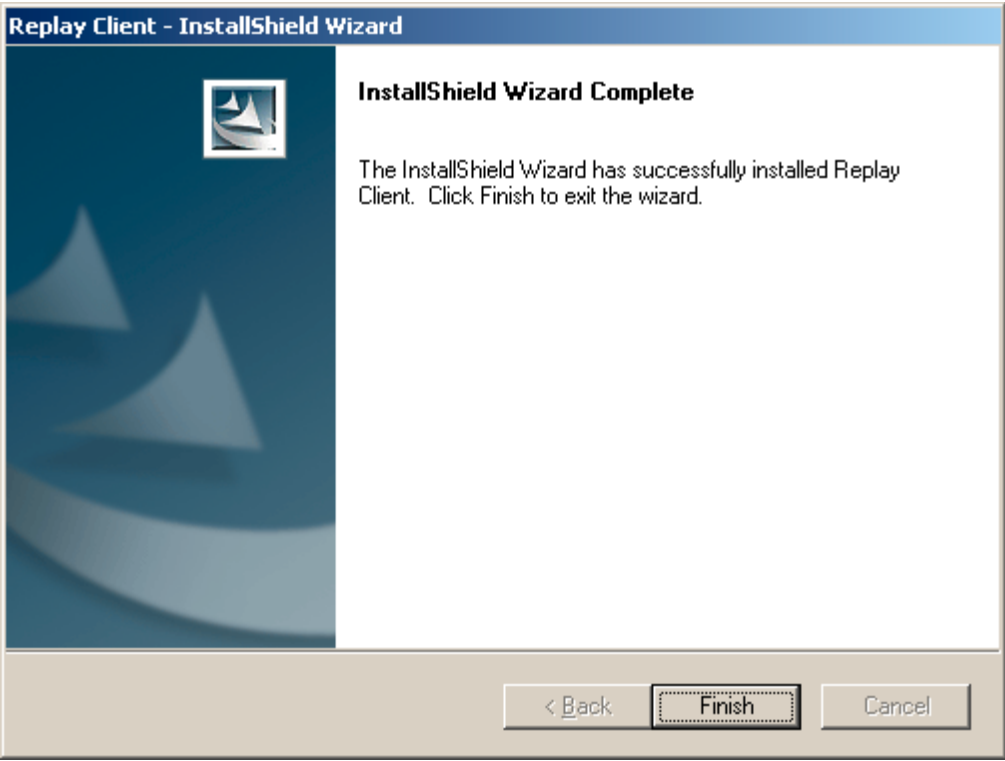 Replay Client - InstallShield Wizard
InstallShield Wizard Complete
The InstallShield Wizard has successfully installed Replay
Client.  Click Finish to exit the wizard.
< Back
Finish
Cancel